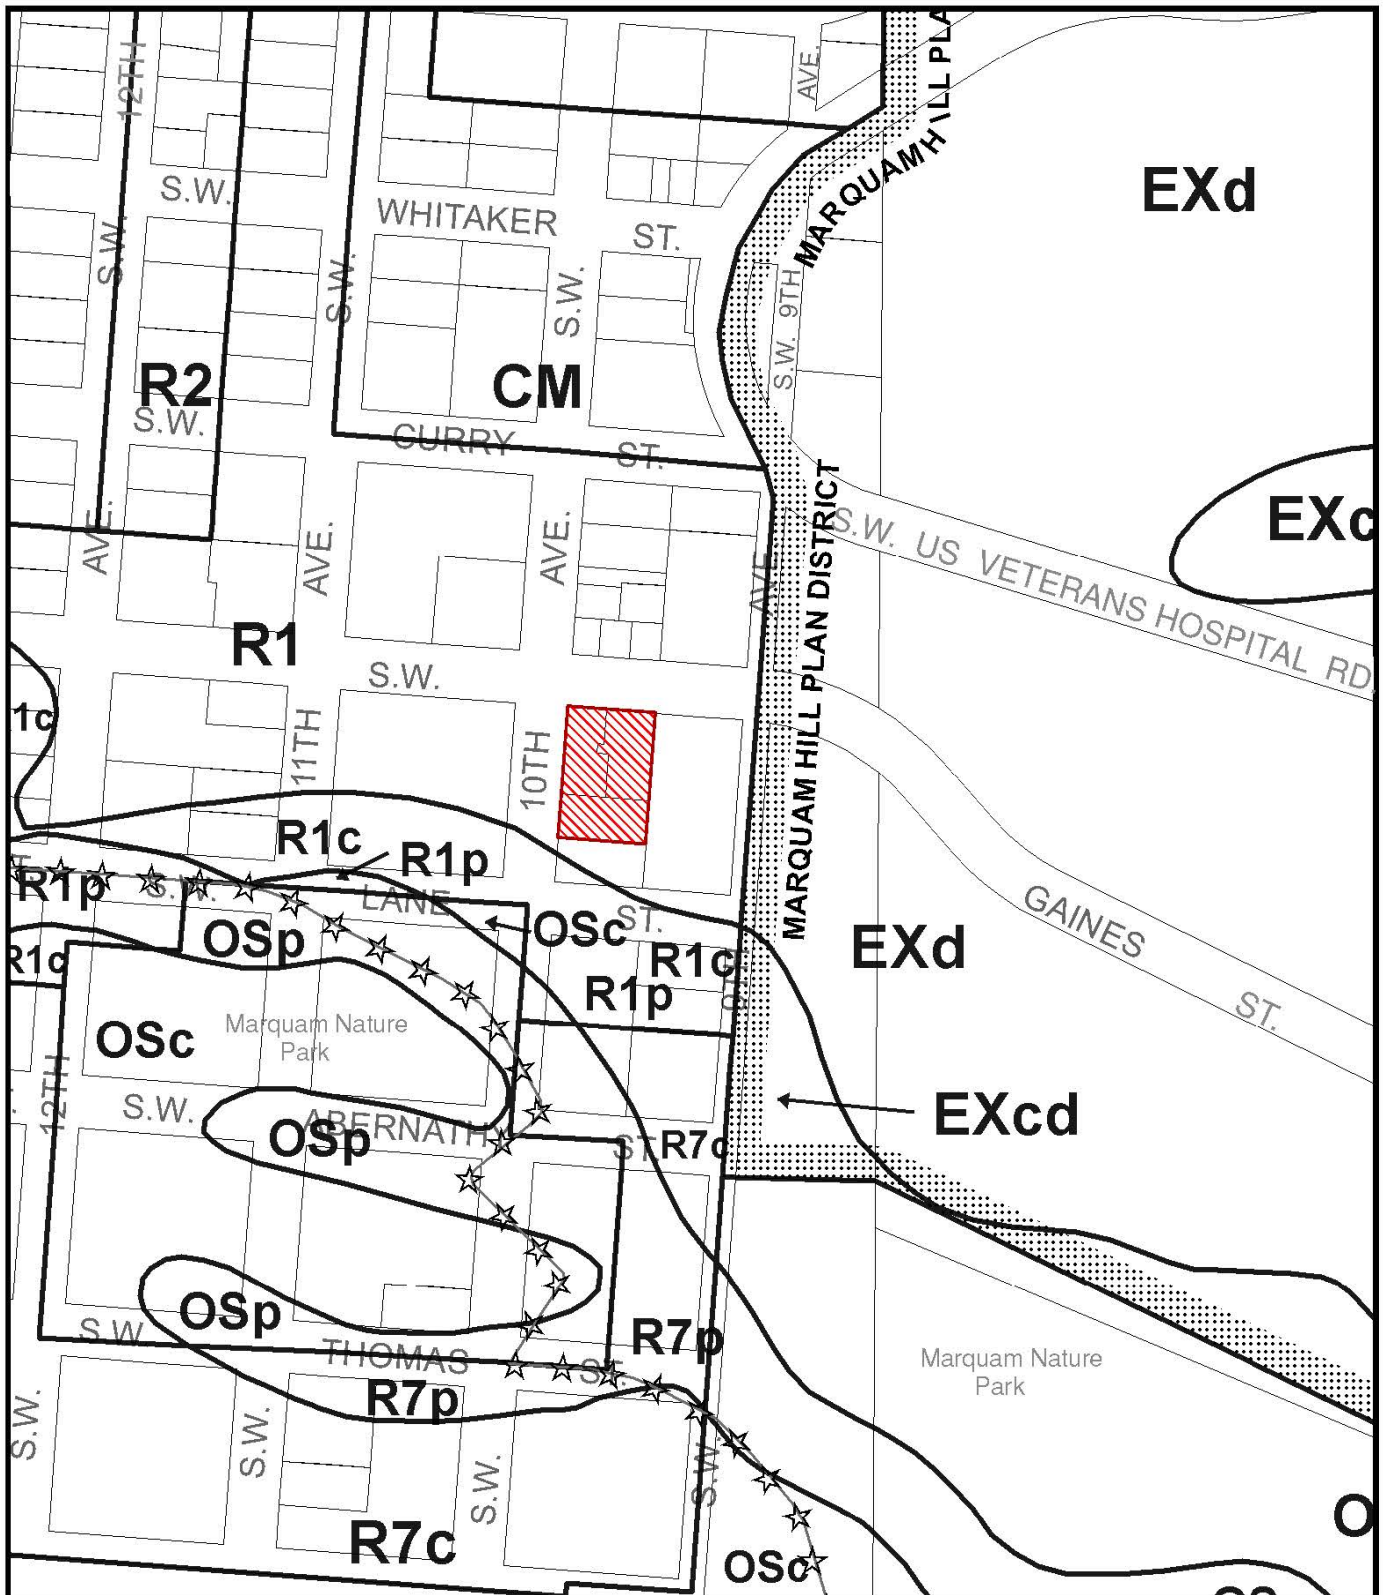 12TH
AVE.
MARQUAM HILL PLA
S.W.
WHITAKER
ST.
EXd
S.W.
S.W.
S.W.
S.W. 9TH
R2
CM
S.W.
CURRY
ST.
EXc
AVE.
AVE.
AVE.
AVE.
S.W. US VETERANS HOSPITAL RD.
MARQUAM HILL PLAN DISTRICT
R1
S.W.
1c
11TH
10TH
R1c
R1p
R1p
S.W.
LANE
ST.
OSp
OSc
R1c
R1c
R1p
9TH
EXd
GAINES
ST.
OSc
Marquam Nature
Park
12TH
S.W.
ABERNATH
ST.
OSp
R7c
EXcd
OSp
S.W.
THOMAS
ST.
R7p
R7p
Marquam Nature
Park
S.W.
S.W.
S.W.
S.W.
R7c
OSc
O